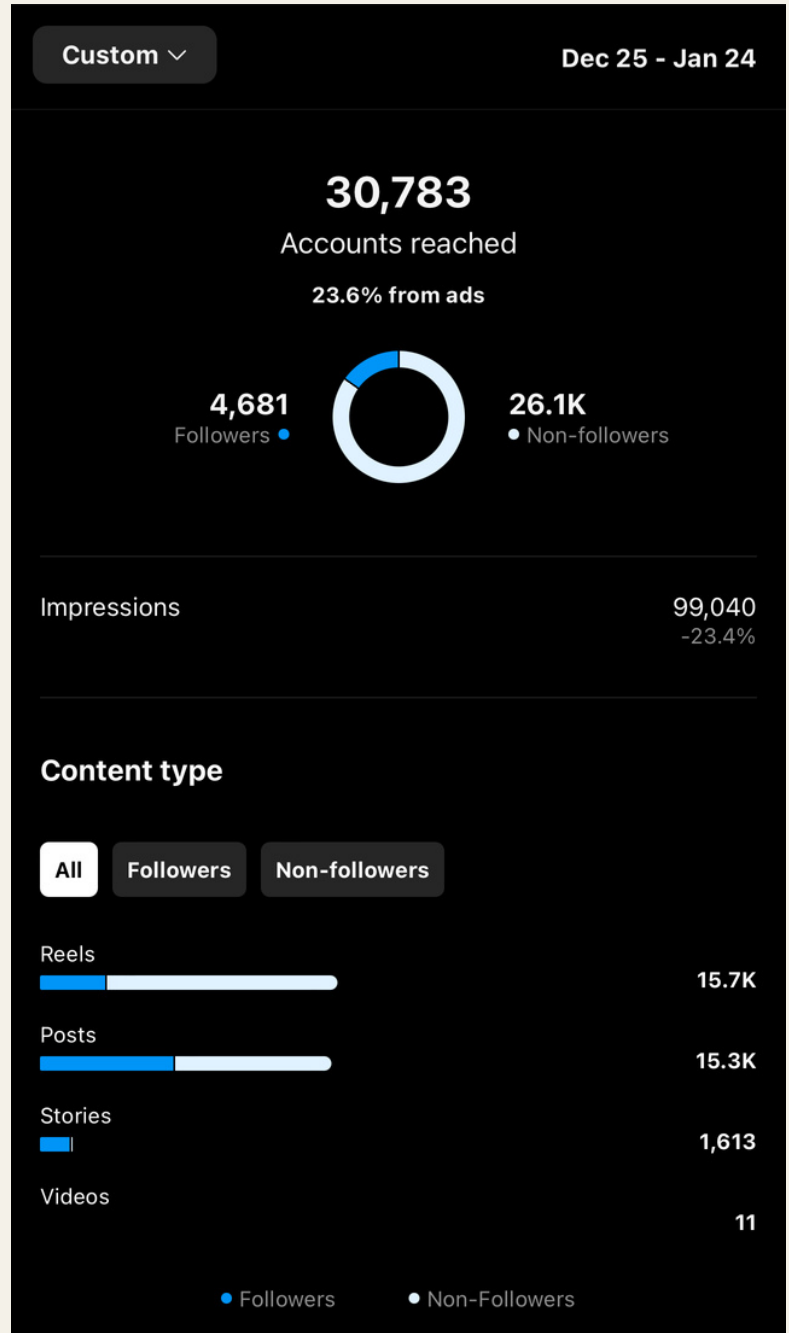 Custom
Dec 25 - Jan 24
30,783
Accounts reached
23.6% from ads
4,681
Followers
26.1K
Non-followers
Impressions
99,040
-23.4%
Content type
All
Followers
Non-followers
Reels
15.7K
Posts
15.3K
Stories
1,613
Videos
11
Followers
Non-Followers